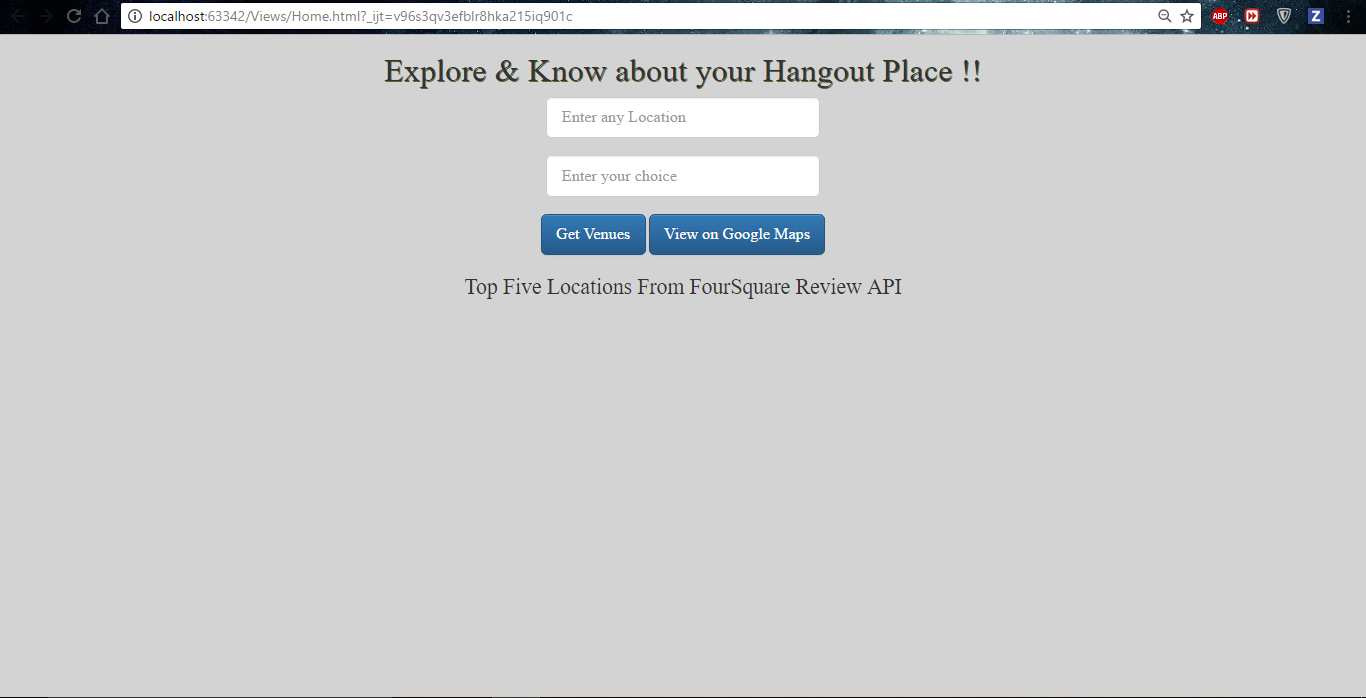 localhost:63342/Views/Home.html?_ijt=v96s3qv3efblr8hka215iq901c
ABP
Z
Explore & Know about your Hangout Place !!
Enter any Location
Enter your choice
Get Venues View on Google Maps
Top Five Locations From FourSquare Review API